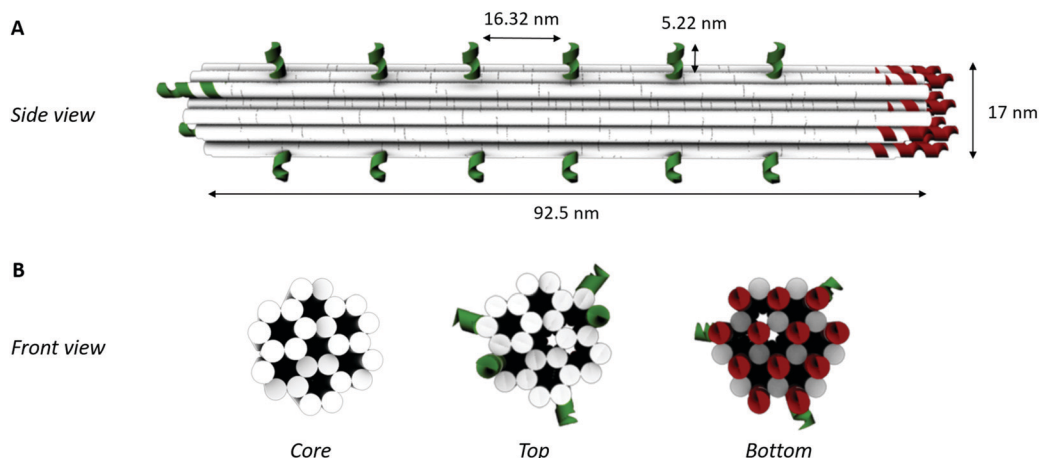 A
16.32 nm
5.22 nm
Side view
17 nm
92.5 nm
B
Front view
Core
Top
Bottom